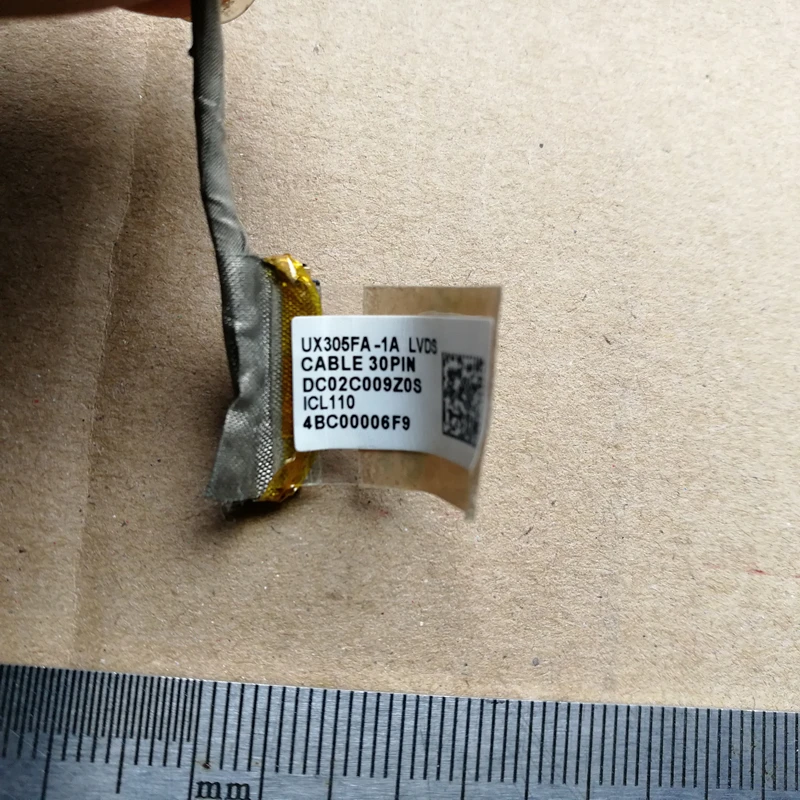 UX305FA-1A LVDS
CABLE 30PIN
DC02C009Z0S
ICL110
4BC00006F9
mm